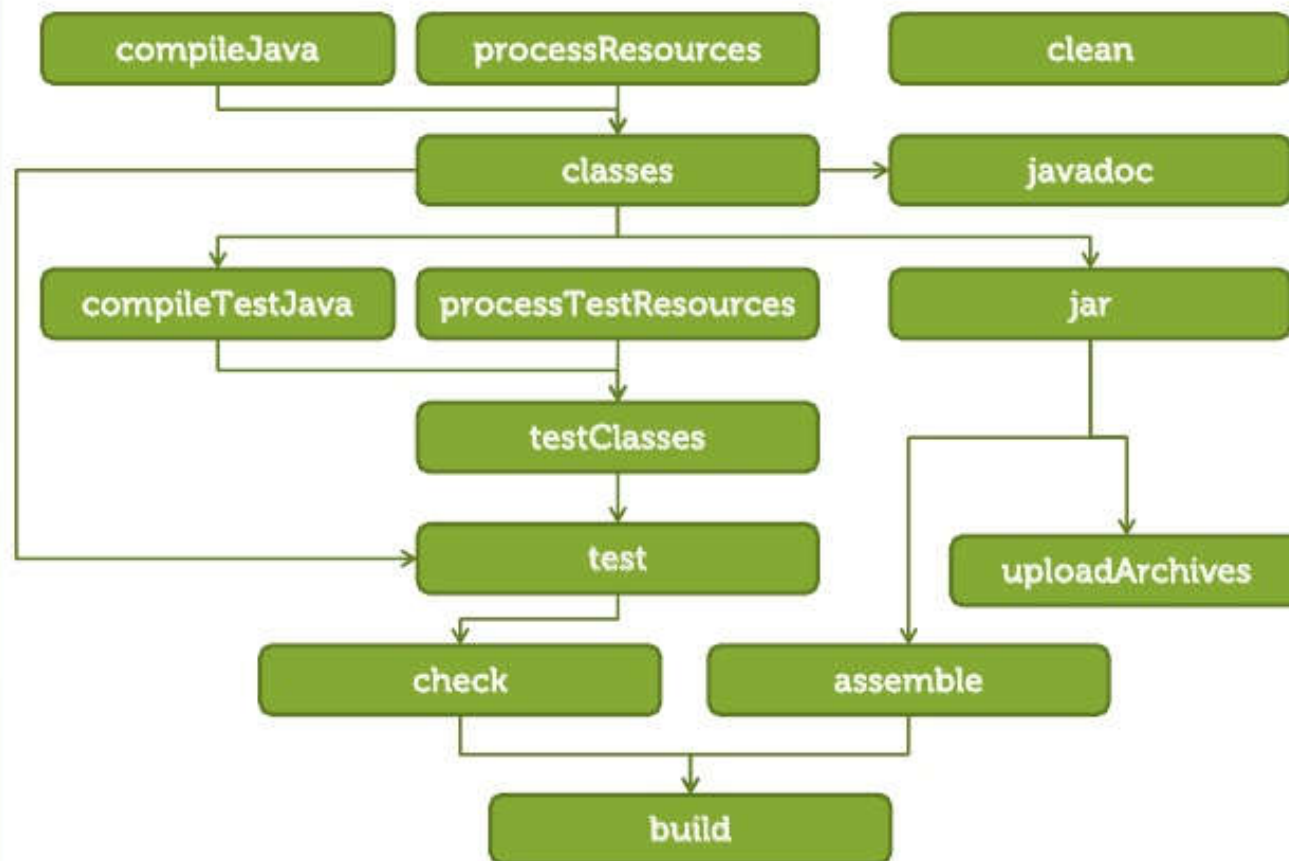 compileJava
processResources
clean
classes
javadoc
compileTestJava
processTestResources
jar
testClasses
test
uploadArchives
check
assemble
build